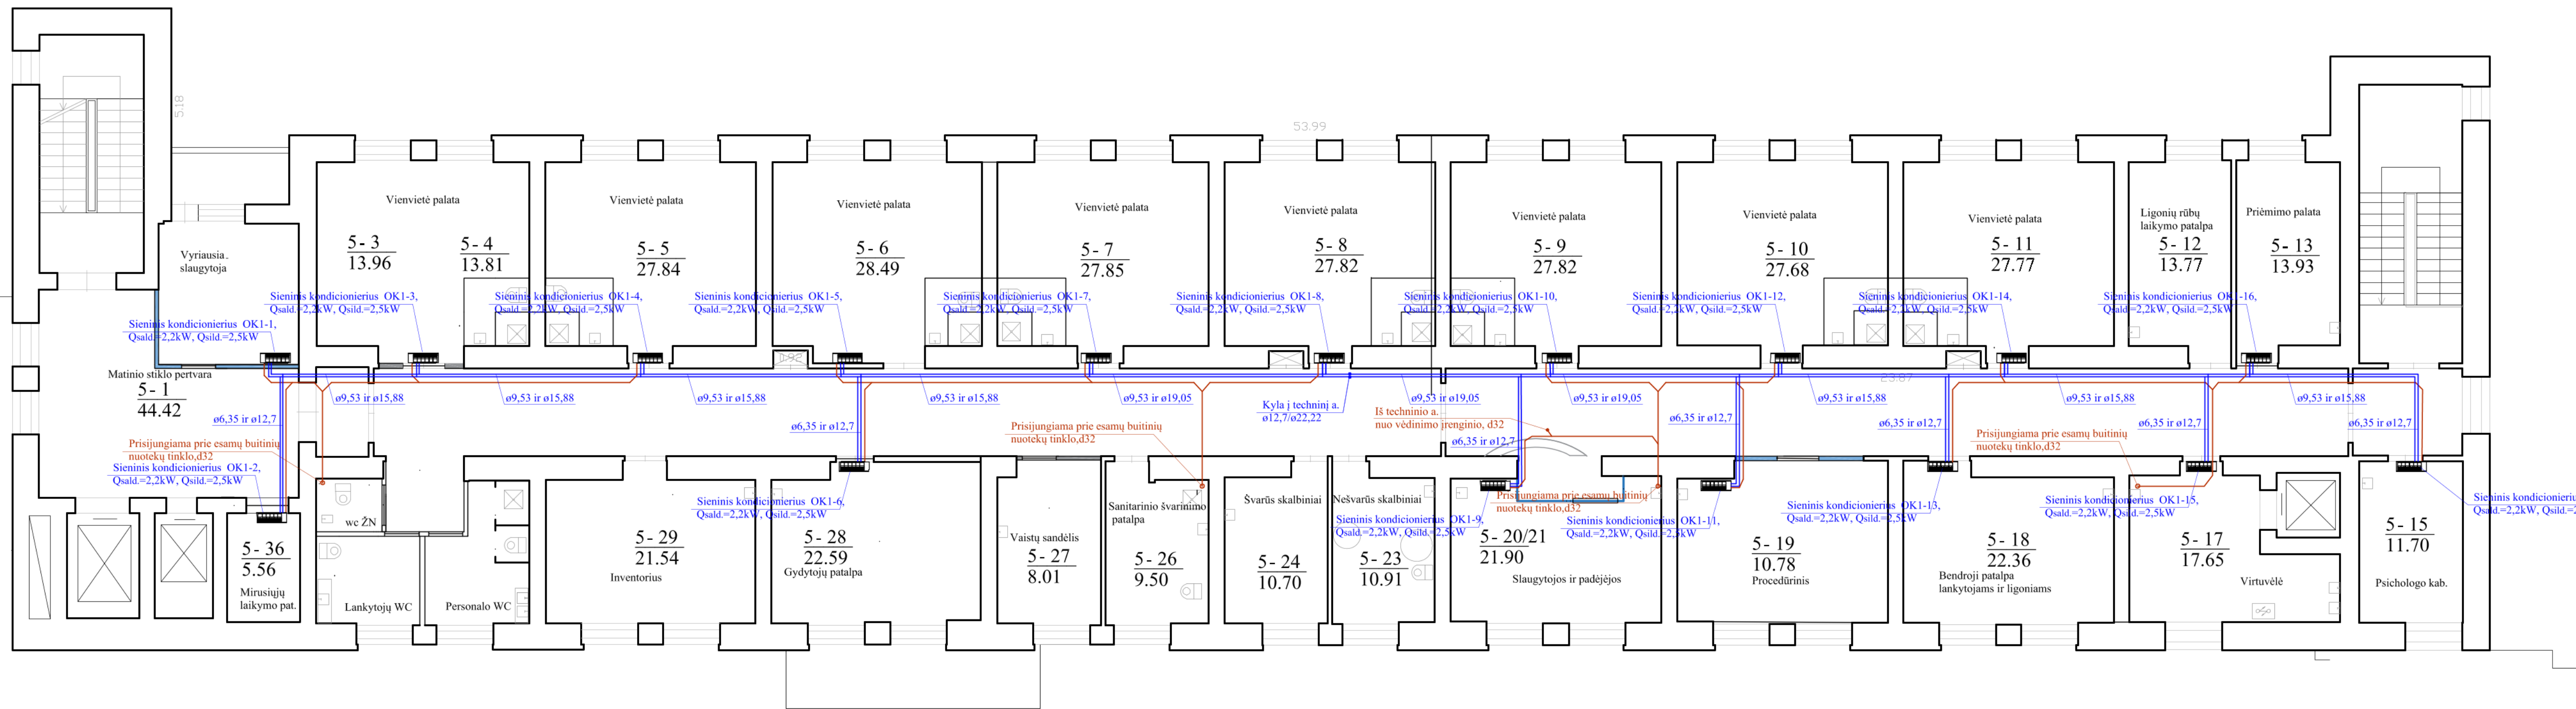 5.18
53.99
Vyriausia.
slaugytoja
Vienvietė palata
5 - 3
13.96
5 - 4
13.81
Vienvietė palata
5 - 5
27.84
Vienvietė palata
5 - 6
28.49
Vienvietė palata
5 - 7
27.85
Vienvietė palata
5 - 8
27.82
Vienvietė palata
5 - 9
27.82
Vienvietė palata
5 - 10
27.68
Vienvietė palata
5 - 11
27.77
Ligonių rūbų
laikymo patalpa
5 - 12
13.77
Priėmimo palata
5 - 13
13.93
Sieninis kondicionierius OK1-1,
Qsald.=2,2kW, Qsild.=2,5kW
Sieninis kondicionierius OK1-3,
Qsald.=2,2kW, Qsild.=2,5kW
Sieninis kondicionierius OK1-4,
Qsald.=2,2kW, Qsild.=2,5kW
Sieninis kondicionierius OK1-5,
Qsald.=2,2kW, Qsild.=2,5kW
Sieninis kondicionierius OK1-7,
Qsald.=2,2kW, Qsild.=2,5kW
Sieninis kondicionierius OK1-8,
Qsald.=2,2kW, Qsild.=2,5kW
Sieninis kondicionierius OK1-10,
Qsald.=2,2kW, Qsild.=2,5kW
Sieninis kondicionierius OK1-12,
Qsald.=2,2kW, Qsild.=2,5kW
Sieninis kondicionierius OK1-14,
Qsald.=2,2kW, Qsild.=2,5kW
Sieninis kondicionierius OK1-16,
Qsald.=2,2kW, Qsild.=2,5kW
1.92
23.87
Matinio stiklo pertvara
5 - 1
44.42
ø9,53 ir ø15,88
ø9,53 ir ø15,88
ø9,53 ir ø15,88
ø9,53 ir ø15,88
ø9,53 ir ø19,05
Kyla į techninį a.
ø12,7/ø22,22
ø9,53 ir ø19,05
ø9,53 ir ø19,05
ø9,53 ir ø15,88
ø9,53 ir ø15,88
ø9,53 ir ø15,88
ø6,35 ir ø12,7
ø6,35 ir ø12,7
ø6,35 ir ø12,7
ø6,35 ir ø12,7
ø6,35 ir ø12,7
ø6,35 ir ø12,7
ø6,35 ir ø12,7
Iš techninio a.
nuo vėdinimo įrenginio, d32
Prisijungiama prie esamų buitinių
nuotekų tinklo,d32
Prisijungiama prie esamų buitinių
nuotekų tinklo,d32
Prisijungiama prie esamų buitinių
nuotekų tinklo,d32
Prisijungiama prie esamų buitinių
nuotekų tinklo,d32
Sieninis kondicionierius OK1-2,
Qsald.=2,2kW, Qsild.=2,5kW
Sieninis kondicionierius OK1-6,
Qsald.=2,2kW, Qsild.=2,5kW
Sieninis kondicionierius OK1-9,
Qsald.=2,2kW, Qsild.=2,5kW
Sieninis kondicionierius OK1-11,
Qsald.=2,2kW, Qsild.=2,5kW
Sieninis kondicionierius OK1-13,
Qsald.=2,2kW, Qsild.=2,5kW
Sieninis kondicionierius OK1-15,
Qsald.=2,2kW, Qsild.=2,5kW
Sieninis
Qsald.=2,2kW,
5 - 36
5.56
Mirusiųjų
laikymo pat.
wc ŽN
Lankytojų WC
Personalo WC
5 - 29
21.54
Inventorius
5 - 28
22.59
Gydytojų patalpa
Vaistų sandėlis
5 - 27
8.01
Sanitarinio švarinimo
patalpa
5 - 26
9.50
Švarūs skalbiniai
5 - 24
10.70
Nešvarūs skalbiniai
5 - 23
10.91
5 - 20/21
21.90
Slaugytojos ir padėjėjos
5 - 19
10.78
Procedūrinis
5 - 18
22.36
Bendroji patalpa
lankytojams ir ligoniams
5 - 17
17.65
Virtuvėlė
5 - 15
11.70
Psichologo kab.